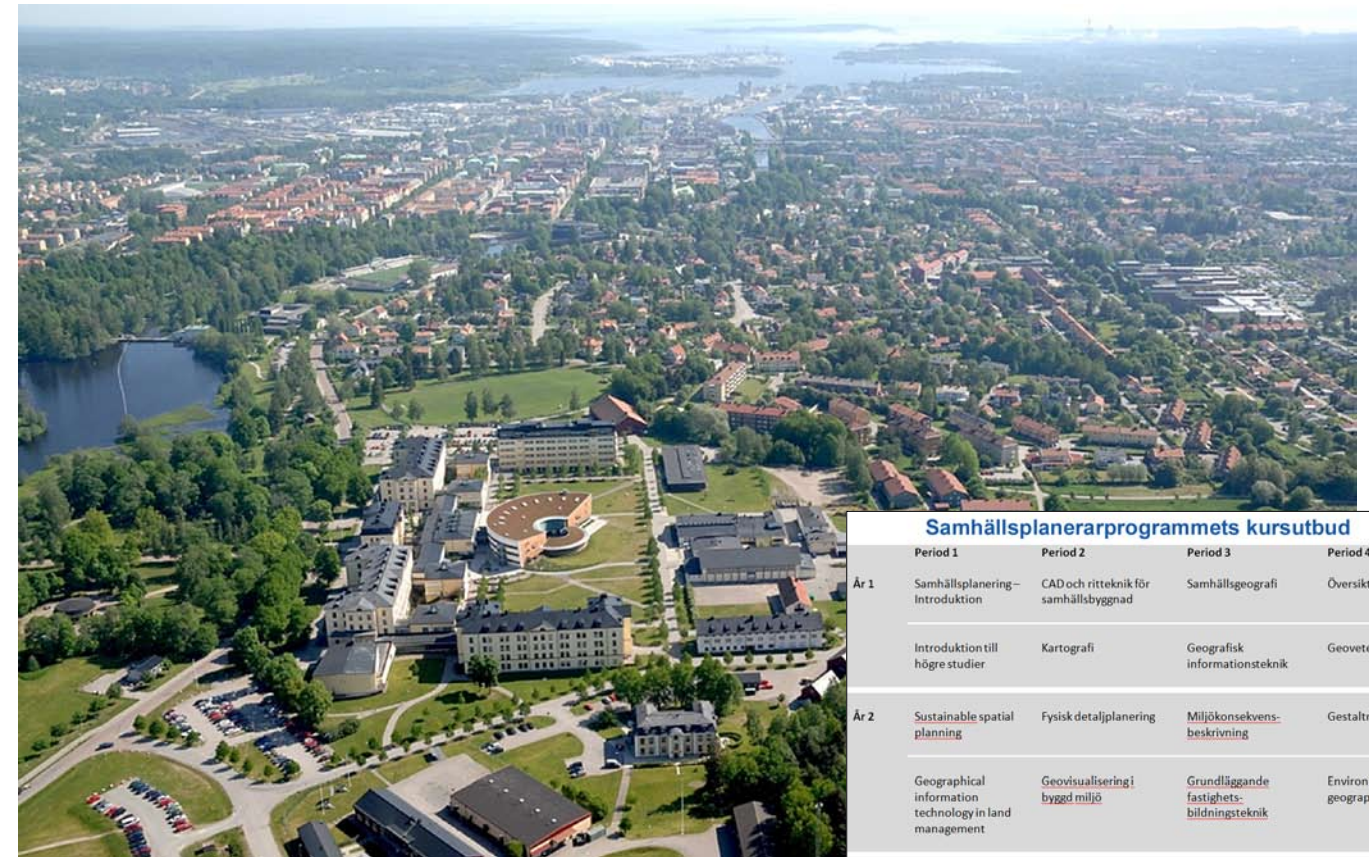 Samhällsplanerarprogrammets kursutbud
Period 1 Period 2 Period 3 Period 4
År 1 Samhällsplanering – CAD och ritteknik för Samhällsgeografi
Introduktion samhällsbyggnad
Introduktion till Kartografi Geografisk
högre studier informationsteknik
År 2 Sustainable spatial Fysisk detaljplanering Miljökonsekvens-
planning beskrivning
Geographical Geovisualisering i Grundläggande
information byggd miljö fastighets-
technology in land bildningsteknik
management